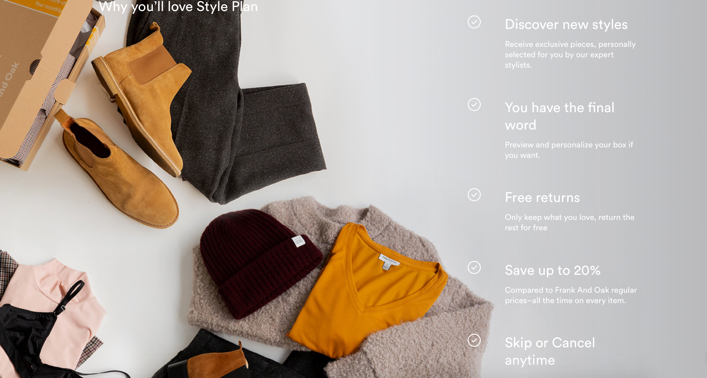 Why you'll love Style Plan
nd Oak
Discover new styles
Receive exclusive pieces, personally
selected for you by our expert
stylists.
You have the final
word
Preview and personalize your box if
you want.
Free returns
Only keep what you love, return the
rest for free
Save up to 20%
Compared to Frank And Oak regular
prices–all the time on every item.
Skip or Cancel
anytime